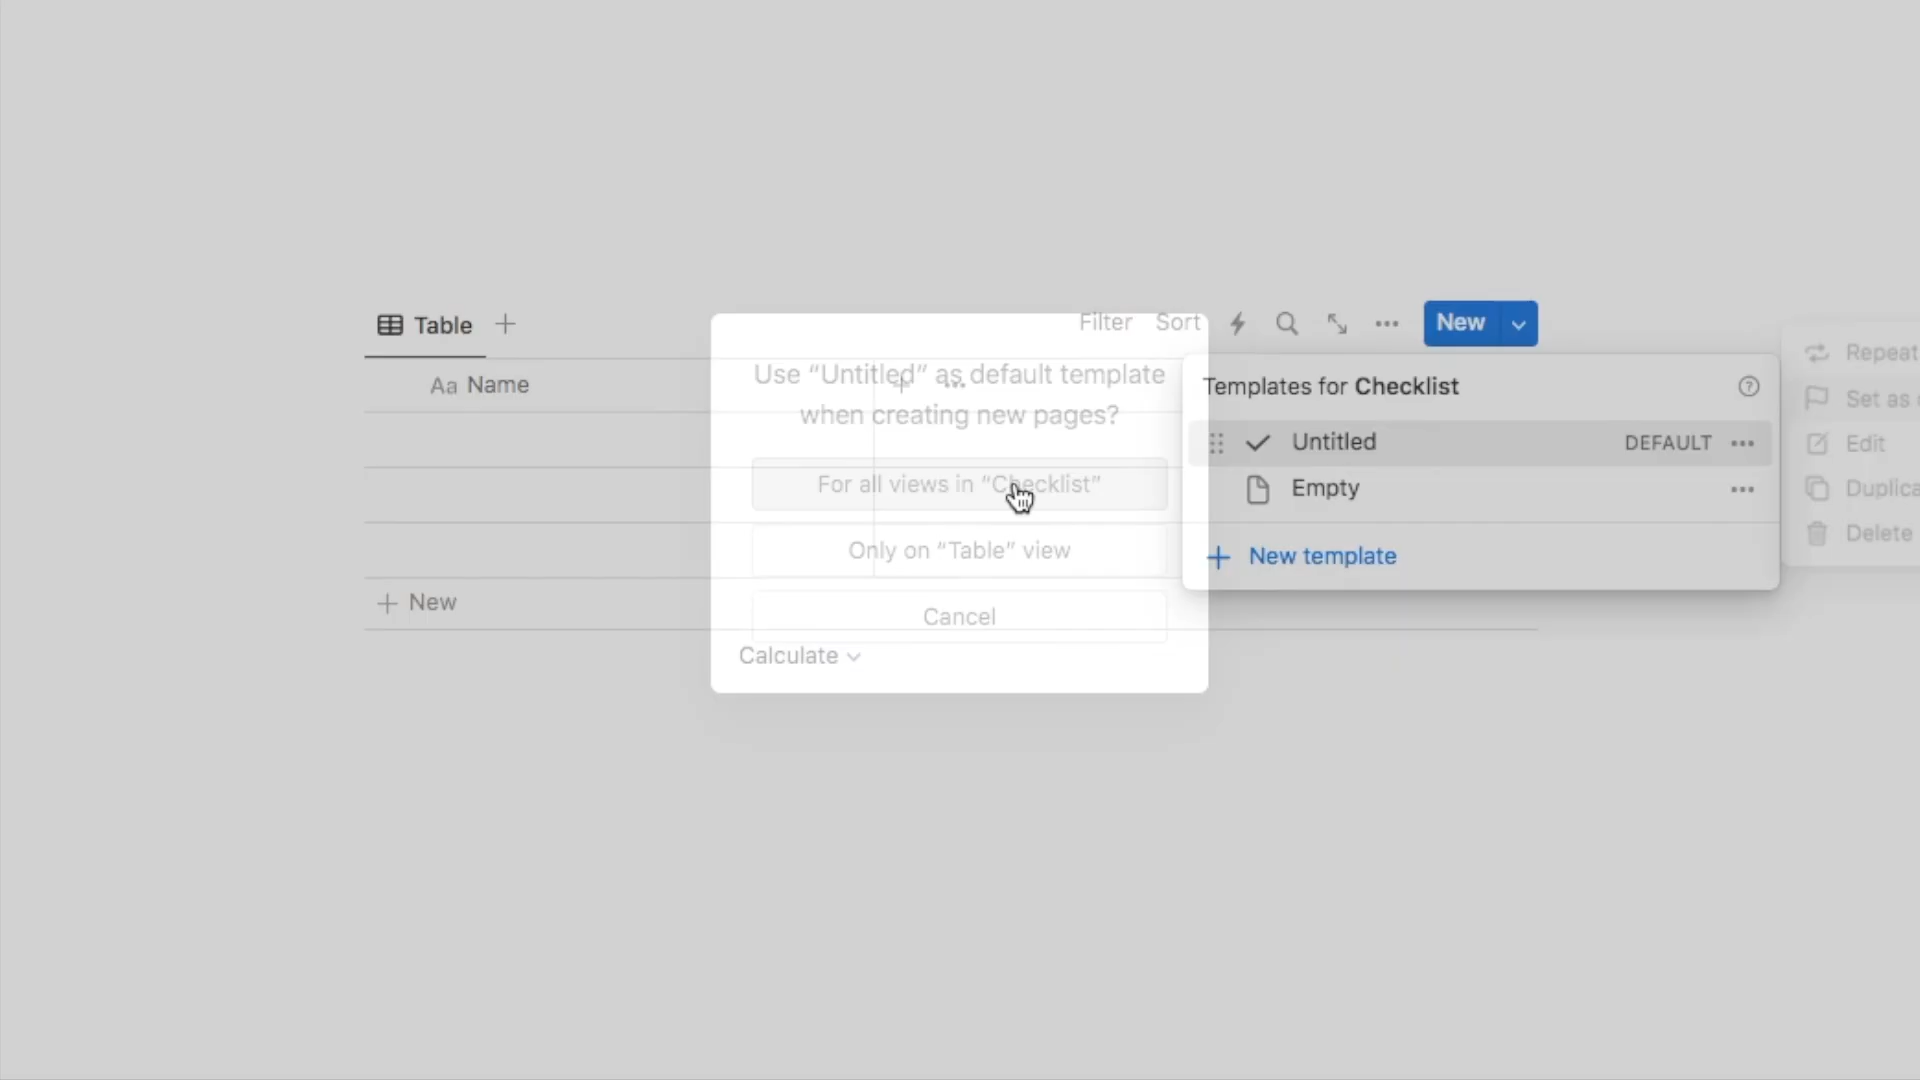 Table
Filter Sort
New
Aa Name
Use “Untitled” as default template
when creating new pages?
For all views in “Checklist”
Only on “Table” view
Cancel
Calculate
New
Templates for Checklist
Untitled DEFAULT
Empty
New template
Repeat
Set as
Edit
Delete